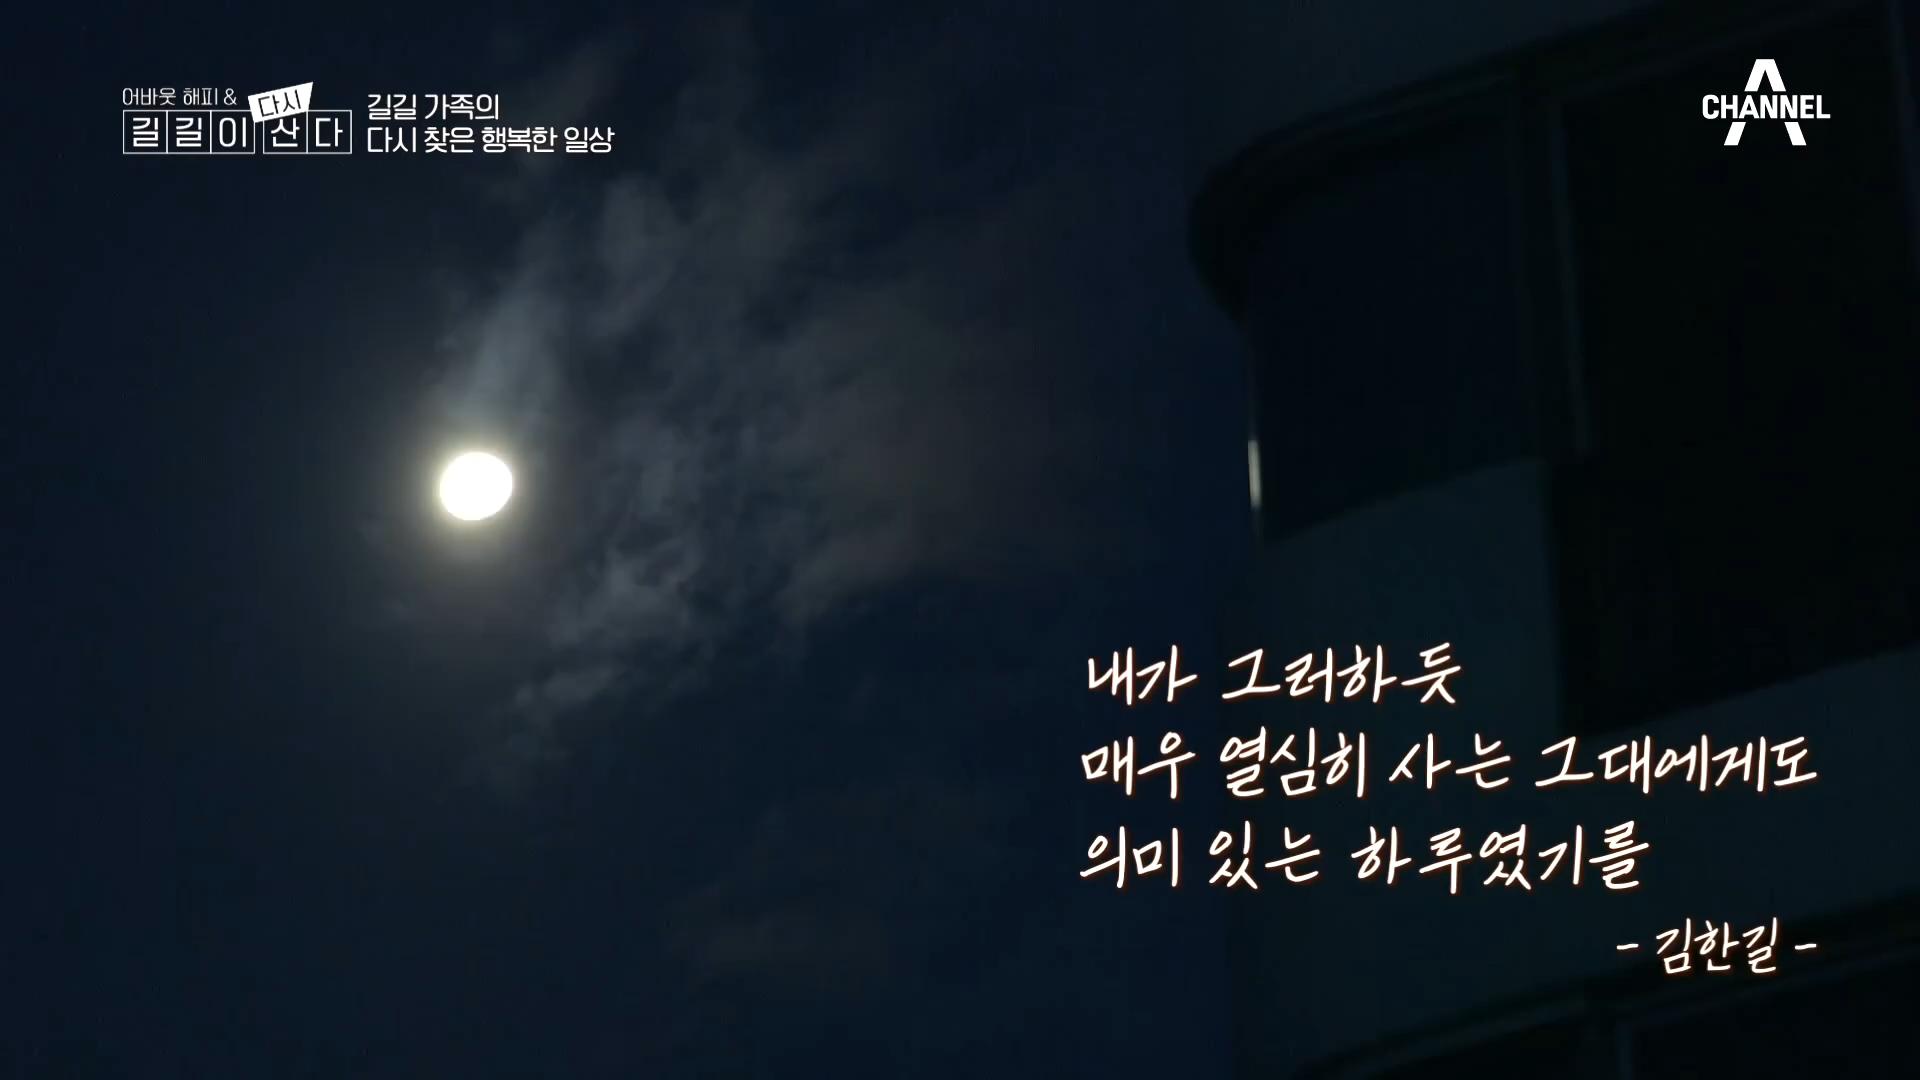 어바웃 해피 &
다시
길길이 산다
길길 가족의
다시 찾은 행복한 일상
CHANNEL A
내가 그러하듯
매우 열심히 사는 그대에게도
의미 있는 하루였기를
- 김한길 -